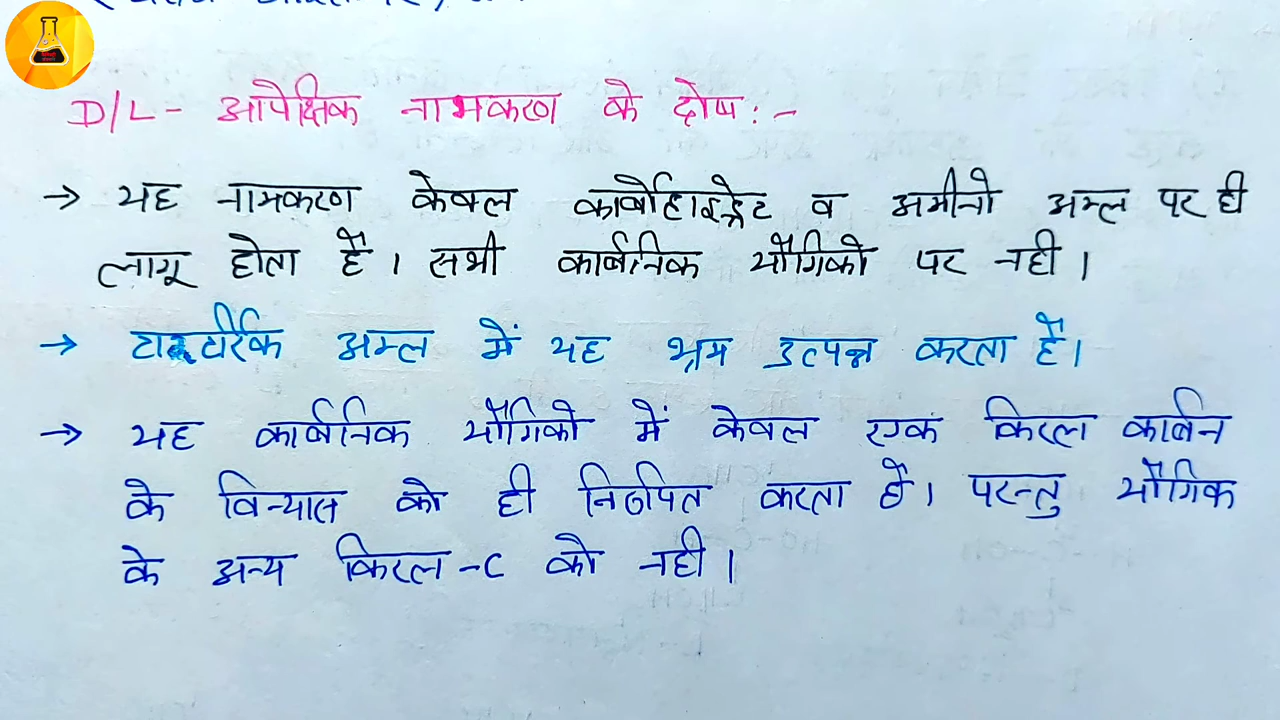 D/L - आपेक्षिक नामकरण के दोष :-
→ यह नामकरण केवल कार्बोहाइड्रेट व अमीनो अम्ल पर ही
लागू होता है। सभी कार्बनिक यौगिको पर नही।
→ टारटरिक अम्ल में यह भ्रम उत्पन्न करता है।
→ यह कार्बनिक यौगिको में केवल एक किरल कार्बन
के विन्यास को ही निरूपित करता है। परन्तु यौगिक
के अन्य किरल -C को नही।